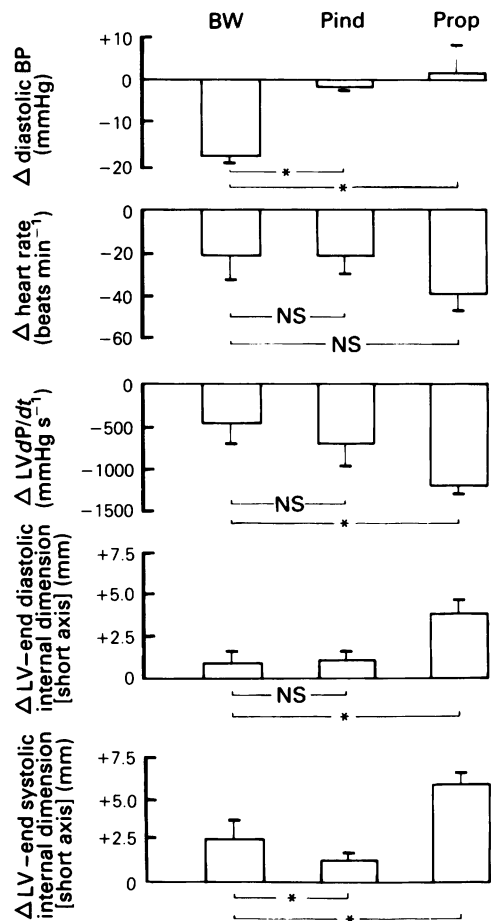 BW Pind Prop
Δ diastolic BP
(mmHg)
+10
0
−10
−20
*
*
Δ heart rate
(beats min⁻¹)
0
−20
−40
−60
NS
NS
Δ LVdP/dt
(mmHg s⁻¹)
0
−500
−1000
−1500
NS
*
Δ LV–end diastolic
internal dimension
[short axis] (mm)
+7.5
+5.0
+2.5
0
NS
*
Δ LV–end systolic
internal dimension
[short axis] (mm)
+7.5
+5.0
+2.5
0
*
*